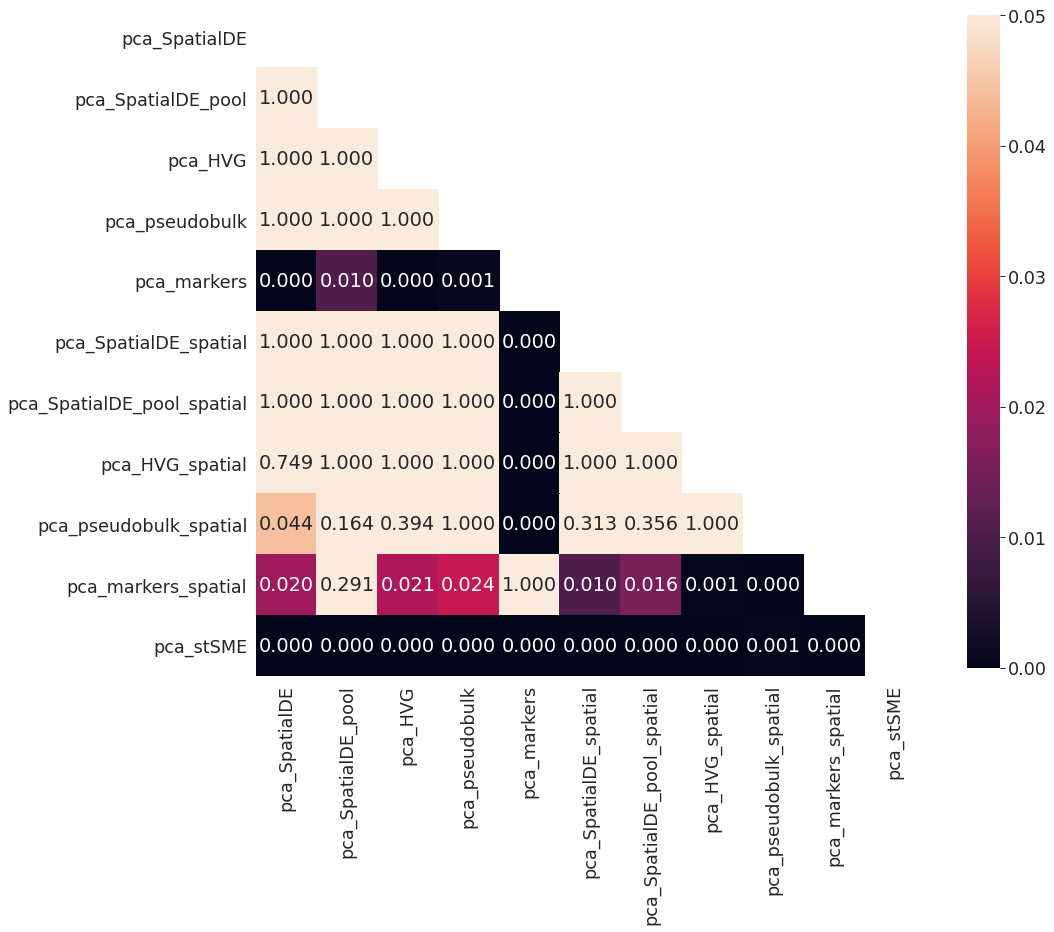 pca_SpatialDE
pca_SpatialDE_pool 1.000
pca_HVG 1.000 1.000
pca_pseudobulk 1.000 1.000 1.000
pca_markers 0.000 0.010 0.000 0.001
pca_SpatialDE_spatial 1.000 1.000 1.000 1.000 0.000
pca_SpatialDE_pool_spatial 1.000 1.000 1.000 1.000 0.000 1.000
pca_HVG_spatial 0.749 1.000 1.000 1.000 0.000 1.000 1.000
pca_pseudobulk_spatial 0.044 0.164 0.394 1.000 0.000 0.313 0.356 1.000
pca_markers_spatial 0.020 0.291 0.021 0.024 1.000 0.010 0.016 0.001 0.000
pca_stSME 0.000 0.000 0.000 0.000 0.000 0.000 0.000 0.000 0.001 0.000
pca_SpatialDE
pca_SpatialDE_pool
pca_HVG
pca_pseudobulk
pca_markers
pca_SpatialDE_spatial
pca_SpatialDE_pool_spatial
pca_HVG_spatial
pca_pseudobulk_spatial
pca_markers_spatial
pca_stSME
0.05
0.04
0.03
0.02
0.01
0.00